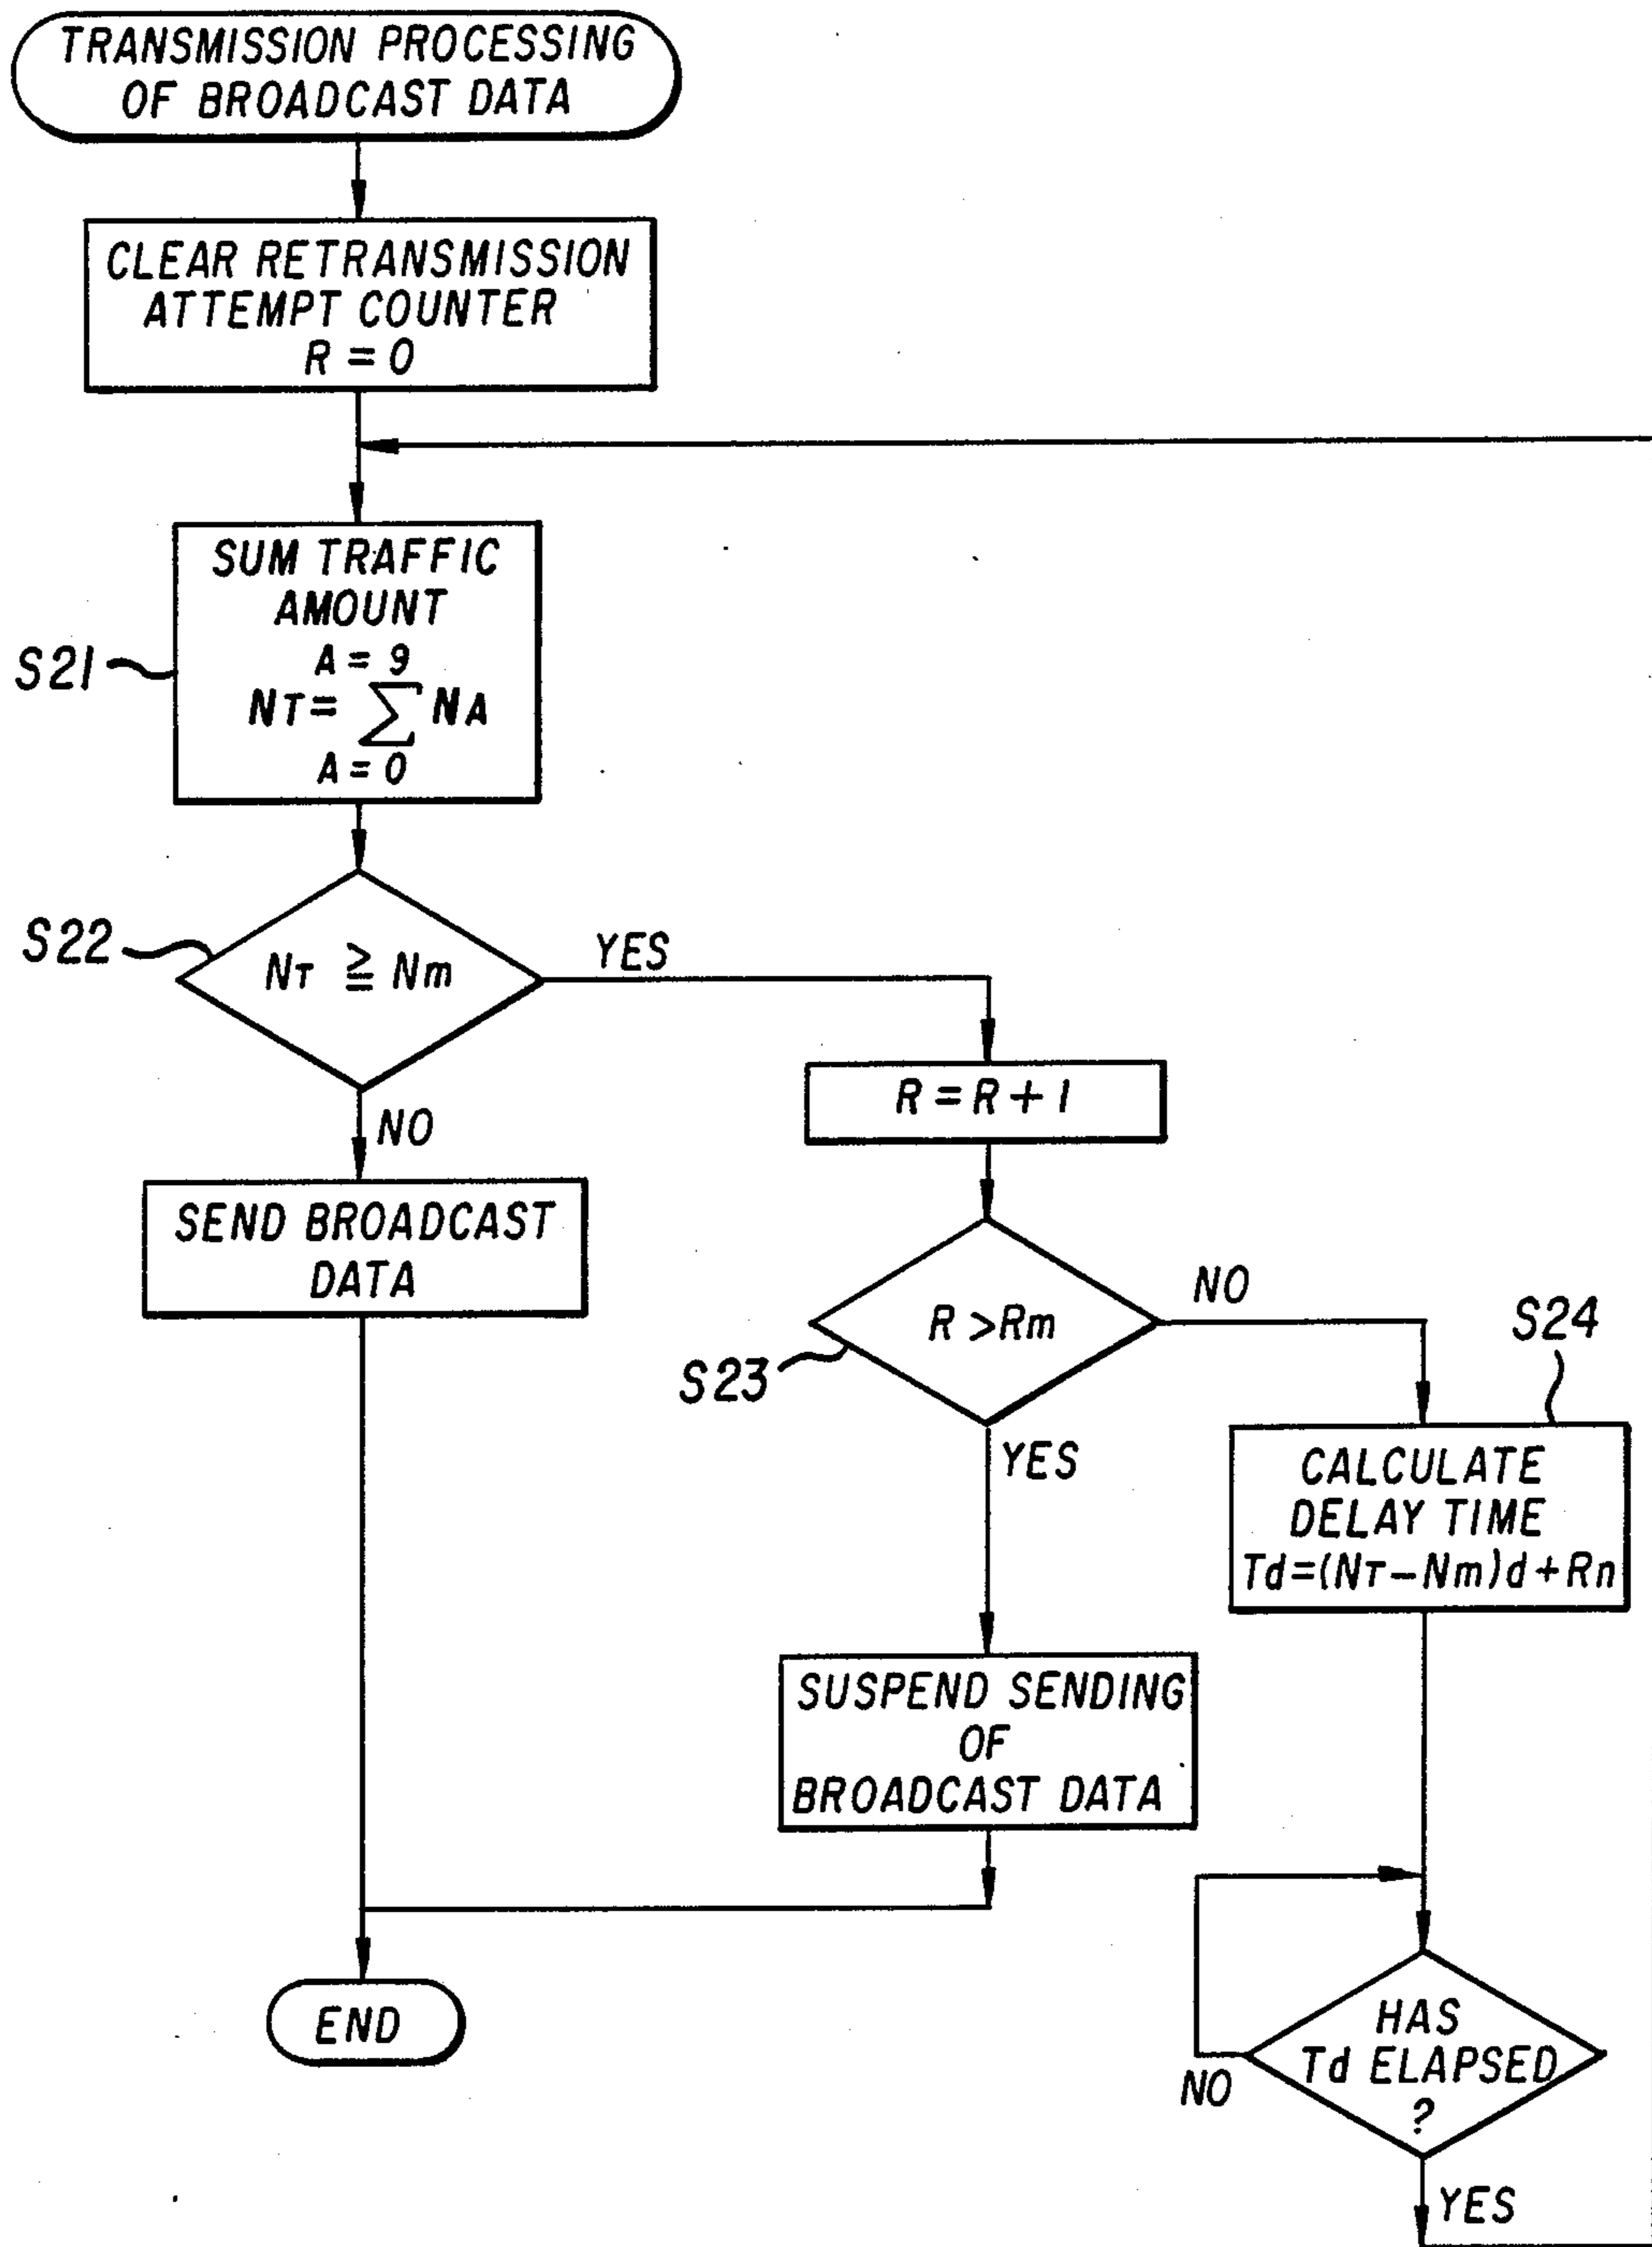 TRANSMISSION PROCESSING
OF BROADCAST DATA
CLEAR RETRANSMISSION
ATTEMPT COUNTER
R = 0
SUM TRAFFIC
AMOUNT
A = 9
NT = ∑ NA
A = 0
S21
S22
NT ≧ Nm
YES
NO
R = R + 1
SEND BROADCAST
DATA
R > Rm
NO
S23
YES
S24
CALCULATE
DELAY TIME
Td = (NT - Nm)d + Rn
SUSPEND SENDING
OF
BROADCAST DATA
END
HAS
Td ELAPSED
?
NO
YES